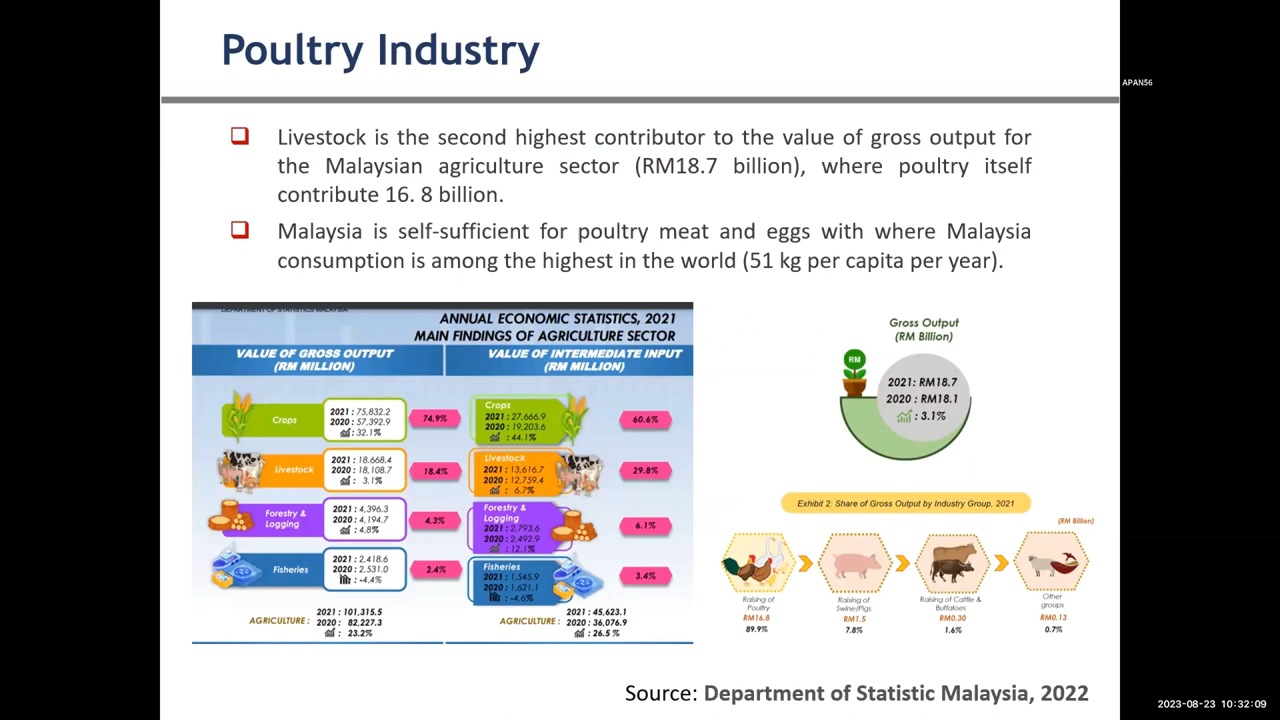 Poultry Industry
APAN56
Livestock is the second highest contributor to the value of gross output for
the Malaysian agriculture sector (RM18.7 billion), where poultry itself
contribute 16. 8 billion.
Malaysia is self-sufficient for poultry meat and eggs with where Malaysia
consumption is among the highest in the world (51 kg per capita per year).
DEPARTMENT OF STATISTICS MALAYSIA
ANNUAL ECONOMIC STATISTICS, 2021
MAIN FINDINGS OF AGRICULTURE SECTOR
VALUE OF GROSS OUTPUT
(RM MILLION)
VALUE OF INTERMEDIATE INPUT
(RM MILLION)
Crops
2021 : 75,832.2
2020 : 57,392.9
: 32.1%
74.9%
Crops
2021 : 27,666.9
2020 : 19,203.6
: 44.1%
60.6%
Livestock
2021 : 18,668.4
2020 : 18,108.7
: 3.1%
18.4%
Livestock
2021 : 13,616.7
2020 : 12,759.4
: 6.7%
29.8%
Forestry &
Logging
2021 : 4,396.3
2020 : 4,194.7
: 4.8%
4.3%
Forestry &
Logging
2021 : 2,793.6
2020 : 2,492.9
: 12.1%
6.1%
Fisheries
2021 : 2,418.6
2020 : 2,531.0
: -4.4%
2.4%
Fisheries
2021 : 1,545.9
2020 : 1,621.1
: -4.6%
3.4%
AGRICULTURE :
2021 : 101,315.5
2020 : 82,227.3
: 23.2%
AGRICULTURE :
2021 : 45,623.1
2020 : 36,076.9
: 26.5 %
Gross Output
(RM Billion)
RM
2021: RM18.7
2020 : RM18.1
: 3.1%
Exhibit 2: Share of Gross Output by Industry Group, 2021
(RM Billion)
Raising of
Poultry
RM16.8
89.9%
Raising of
Swine/Pigs
RM1.5
7.8%
Raising of Cattle &
Buffaloes
RM0.30
1.6%
Other
groups
RM0.13
0.7%
Source: Department of Statistic Malaysia, 2022
2023-08-23 10:32:09